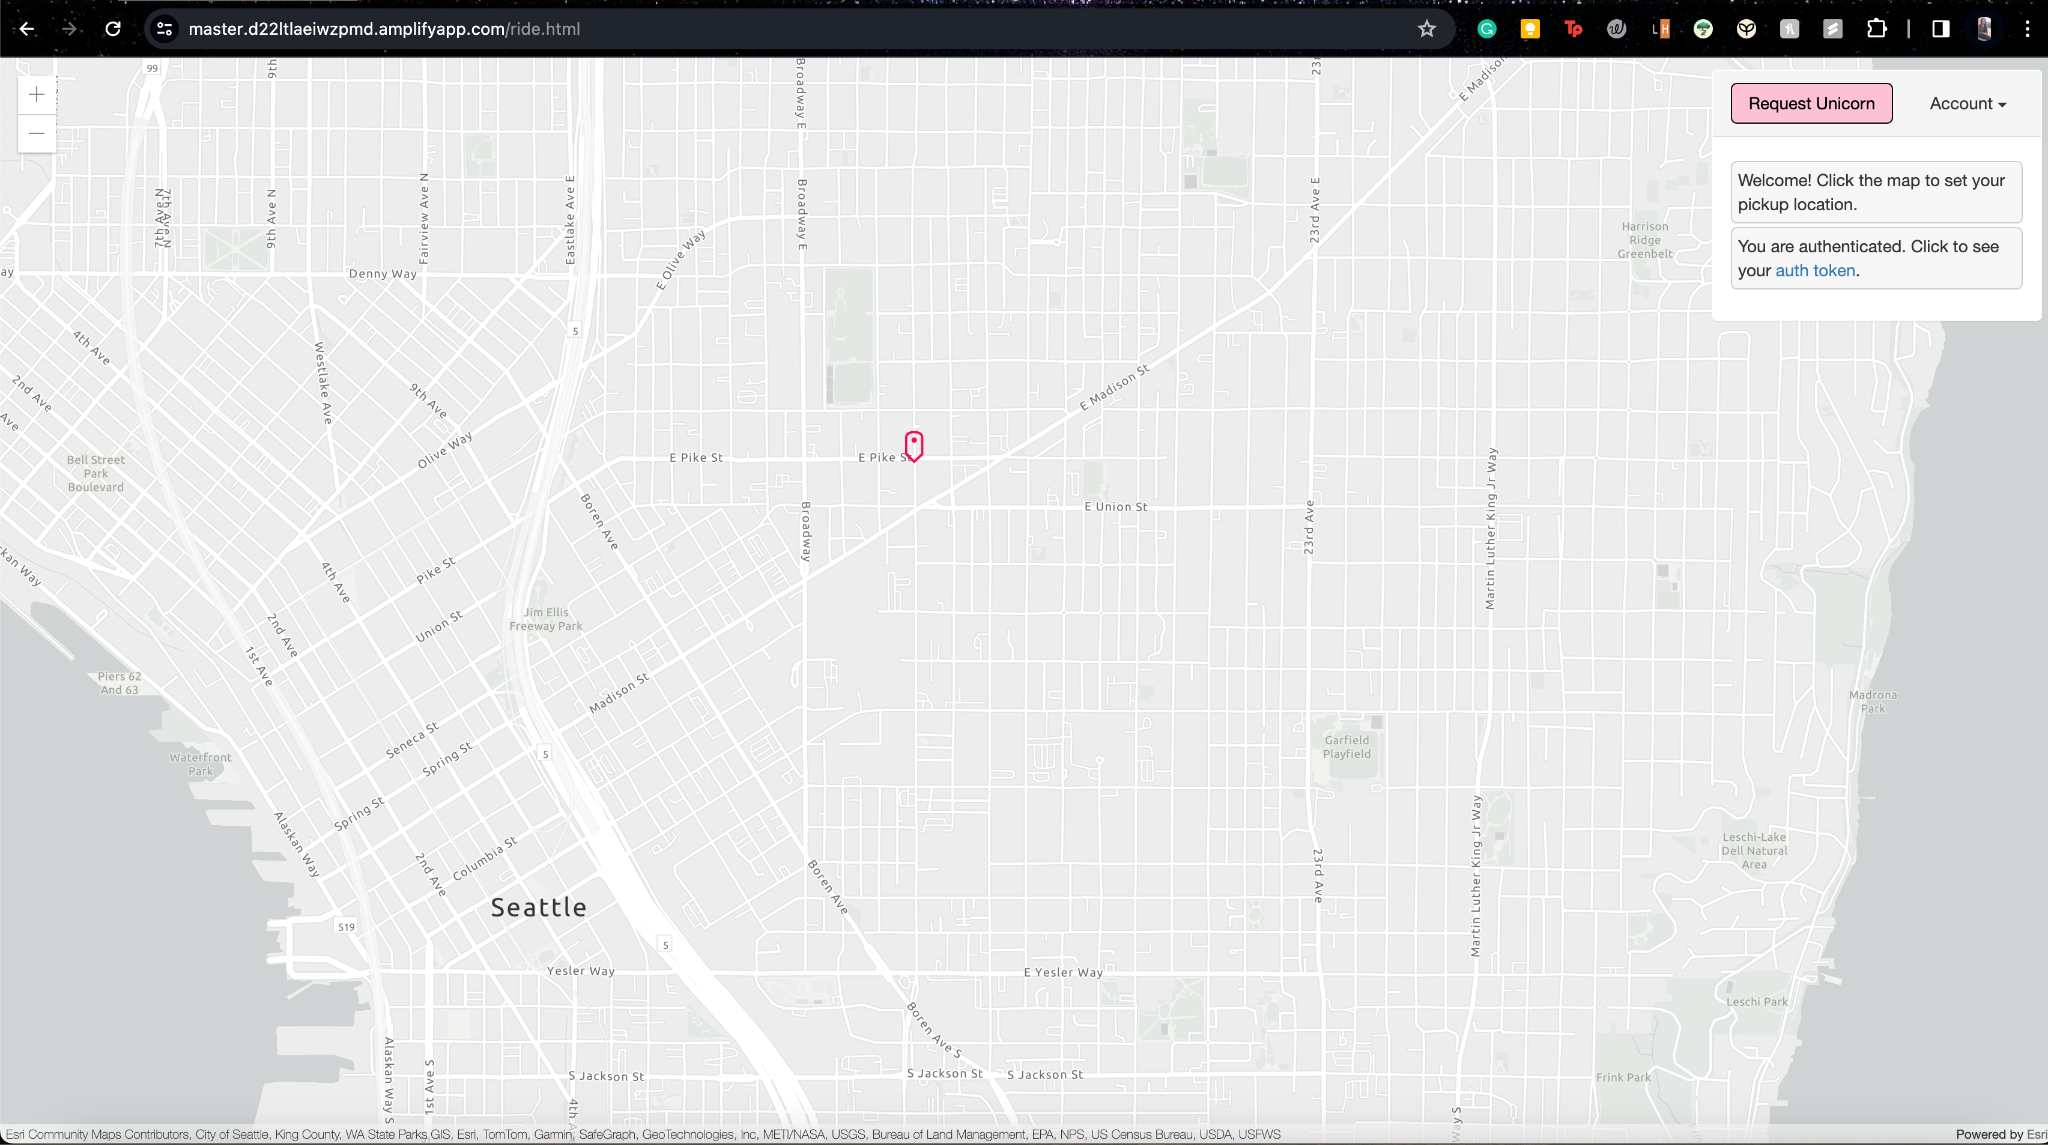 master.d22ltlaeiwzpmd.amplifyapp.com/ride.html
Request Unicorn
Account
Welcome! Click the map to set your
pickup location.
You are authenticated. Click to see
your auth token.
99
9th
Broadway E
23rd
E Madison
7th Ave N
7th Ave N
9th Ave N
Fairview Ave N
Eastlake Ave E
Broadway E
23rd Ave E
E Olive Way
Harrison
Ridge
Greenbelt
ay
Denny Way
5
4th Ave
Westlake Ave
2nd Ave
9th Ave
E Madison St
Ave
Olive Way
Bell Street
Park
Boulevard
E Pike St
E Pike St
E Union St
Boren Ave
Broadway
23rd Ave
Martin Luther King Jr Way
kan Way
4th Ave
Pike St
Jim Ellis
Freeway Park
Union St
2nd Ave
1st Ave
Piers 62
And 63
Madison St
Madrona
Park
Seneca St
Spring St
5
Garfield
Playfield
Waterfront
Park
Spring St
Alaskan Way
Columbia St
2nd Ave
Boren Ave
23rd Ave
Martin Luther King Jr Way
Leschi-Lake
Dell Natural
Area
Seattle
519
5
Yesler Way
E Yesler Way
Leschi Park
Boren Ave S
Alaskan Way S
1st Ave S
S Jackson St
4th A
S Jackson St
S Jackson St
Way S
Frink Park
Esri Community Maps Contributors, City of Seattle, King County, WA State Parks GIS, Esri, TomTom, Garmin, SafeGraph, GeoTechnologies, Inc, METI/NASA, USGS, Bureau of Land Management, EPA, NPS, US Census Bureau, USDA, USFWS
Powered by Esri